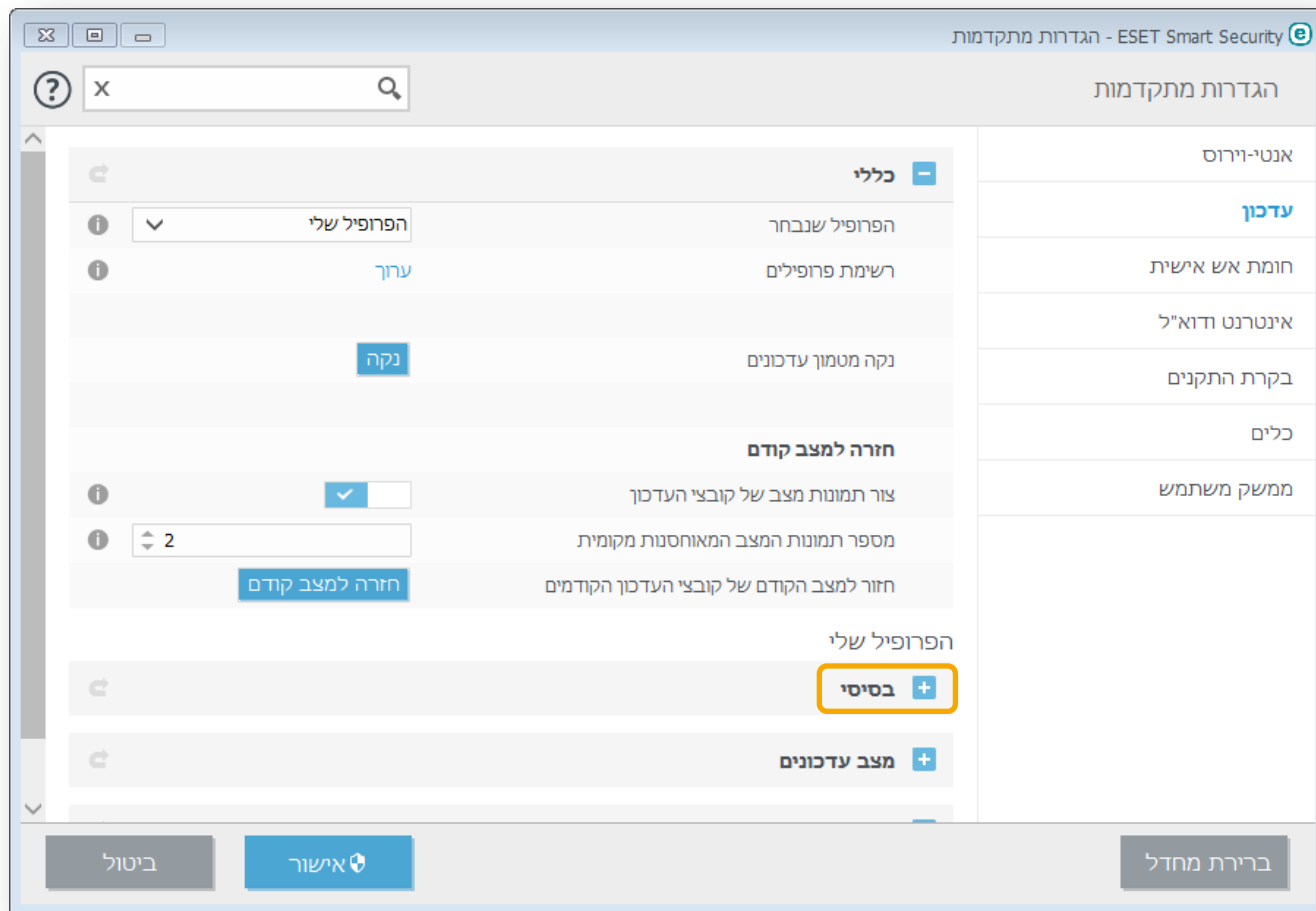 ESET Smart Security - הגדרות מתקדמות
הגדרות מתקדמות
אנטי-וירוס
עדכון
חומת אש אישית
אינטרנט ודוא"ל
בקרת התקנים
כלים
ממשק משתמש
כללי
הפרופיל שנבחר
הפרופיל שלי
רשימת פרופילים
ערוך
נקה מטמון עדכונים
נקה
חזרה למצב קודם
צור תמונות מצב של קובצי העדכון
מספר תמונות המצב המאוחסנות מקומית
2
חזור למצב הקודם של קובצי העדכון הקודמים
חזרה למצב קודם
הפרופיל שלי
בסיסי
מצב עדכונים
ברירת מחדל
אישור
ביטול